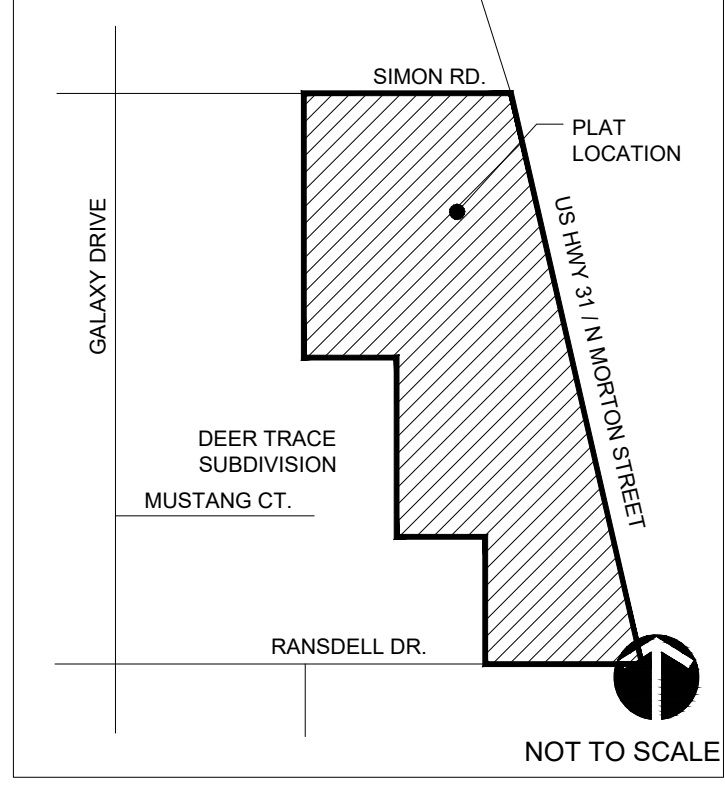 SIMON RD.
PLAT
LOCATION
GALAXY DRIVE
US HWY 31 / N MORTON STREET
DEER TRACE
SUBDIVISION
MUSTANG CT.
RANSDELL DR.
NOT TO SCALE